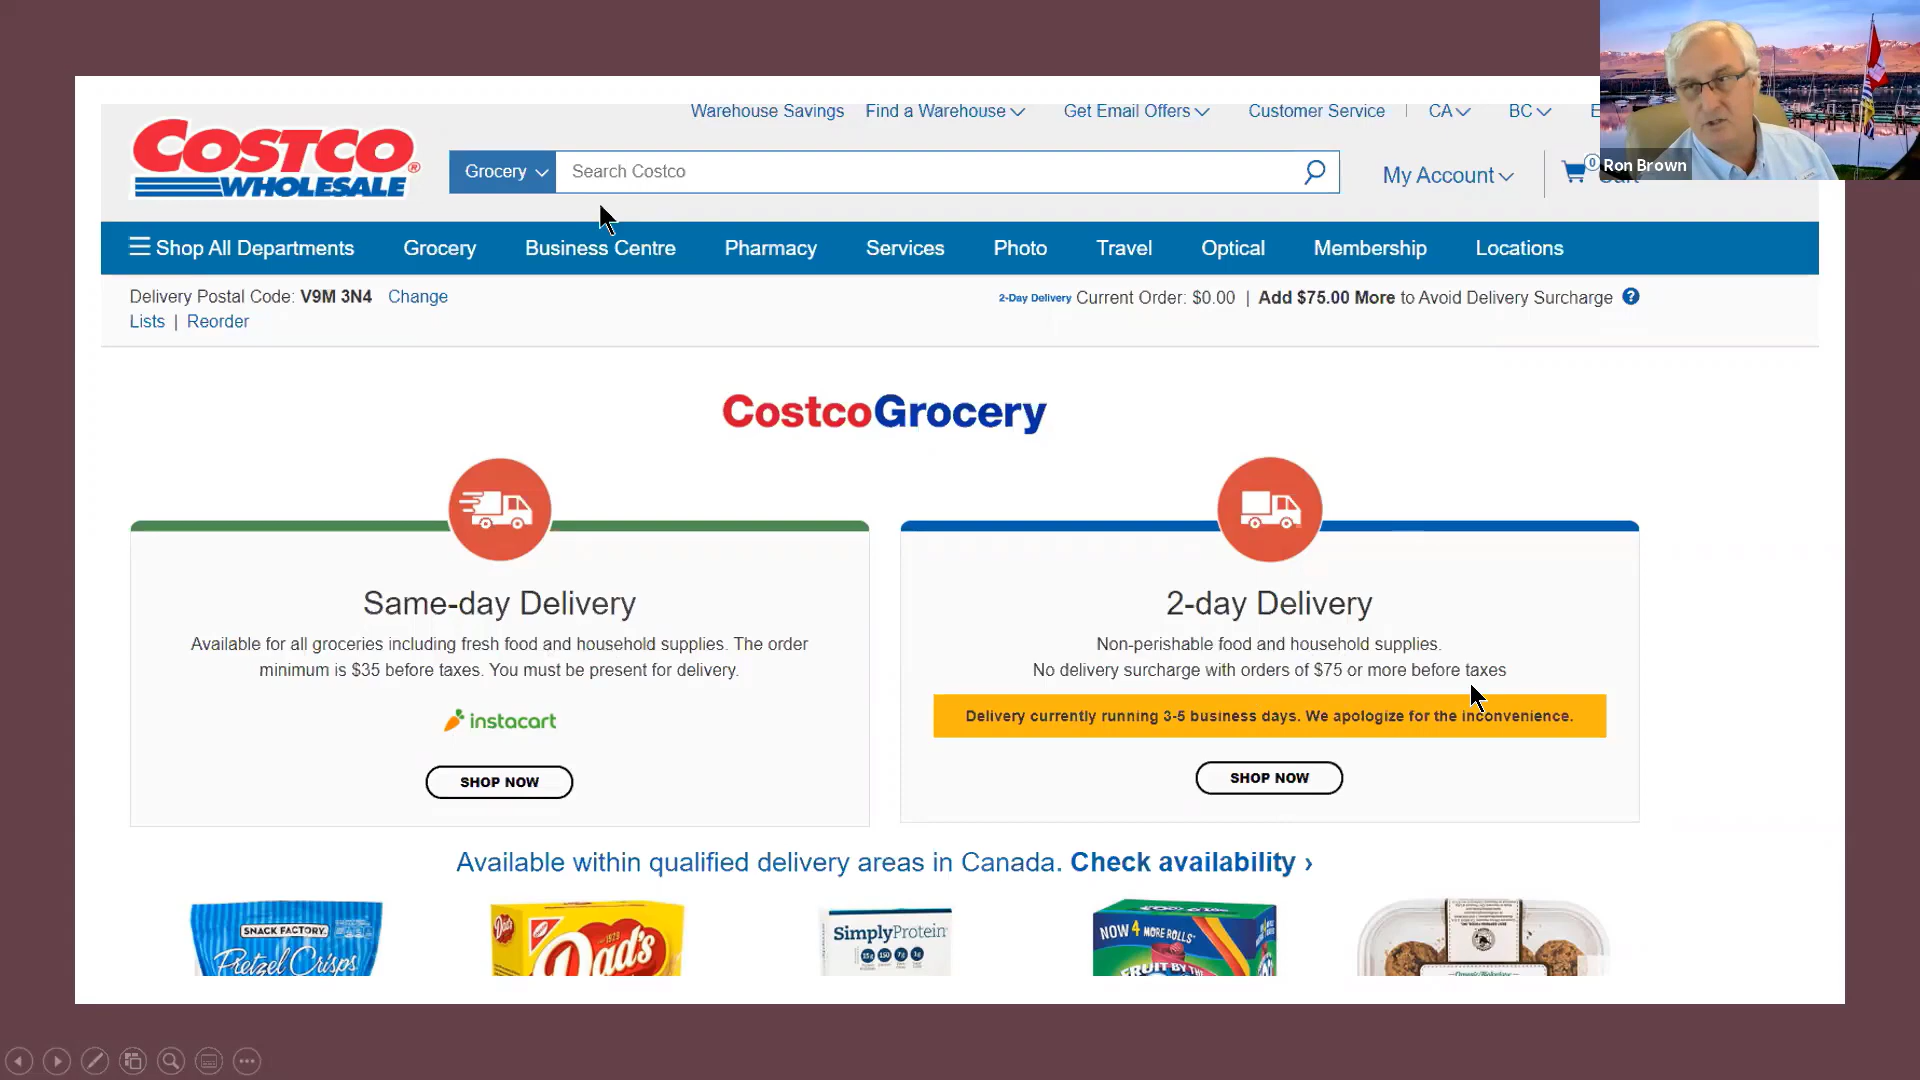 Warehouse Savings Find a Warehouse Get Email Offers Customer Service | CA BC E
COSTCO
WHOLESALE
Grocery Search Costco
My Account
0 Cart
Ron Brown
Shop All Departments Grocery Business Centre Pharmacy Services Photo Travel Optical Membership Locations
Delivery Postal Code: V9M 3N4 Change
2-Day Delivery Current Order: $0.00 | Add $75.00 More to Avoid Delivery Surcharge ?
Lists | Reorder
CostcoGrocery
Same-day Delivery
Available for all groceries including fresh food and household supplies. The order
minimum is $35 before taxes. You must be present for delivery.
instacart
SHOP NOW
2-day Delivery
Non-perishable food and household supplies.
No delivery surcharge with orders of $75 or more before taxes
Delivery currently running 3-5 business days. We apologize for the inconvenience.
SHOP NOW
Available within qualified delivery areas in Canada. Check availability ›
SNACK FACTORY.
Pretzel Crisps
Dad's
SimplyProtein
NOW 4 MORE ROLLS
FRUIT BY THE